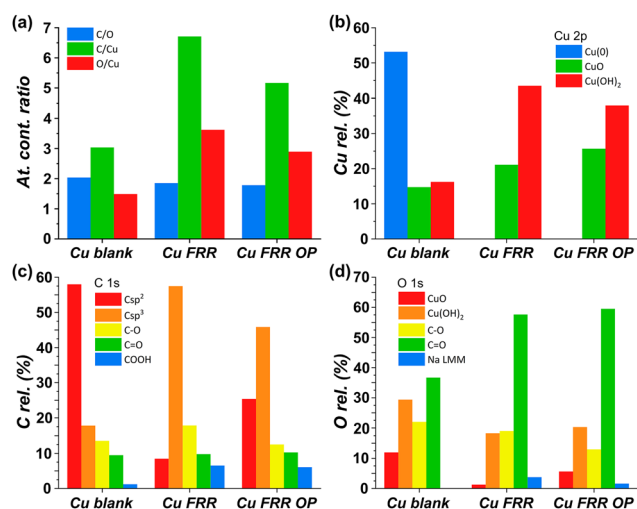 (a)
C/O
C/Cu
O/Cu
At. cont. ratio
7
6
5
4
3
2
1
0
Cu blank
Cu FRR
Cu FRR OP
(b)
Cu 2p
Cu(0)
CuO
Cu(OH)₂
Cu rel. (%)
60
50
40
30
20
10
0
Cu blank
Cu FRR
Cu FRR OP
(c)
C 1s
Csp²
Csp³
C-O
C=O
COOH
C rel. (%)
60
50
40
30
20
10
0
Cu blank
Cu FRR
Cu FRR OP
(d)
O 1s
CuO
Cu(OH)₂
C-O
C=O
Na LMM
O rel. (%)
70
60
50
40
30
20
10
0
Cu blank
Cu FRR
Cu FRR OP